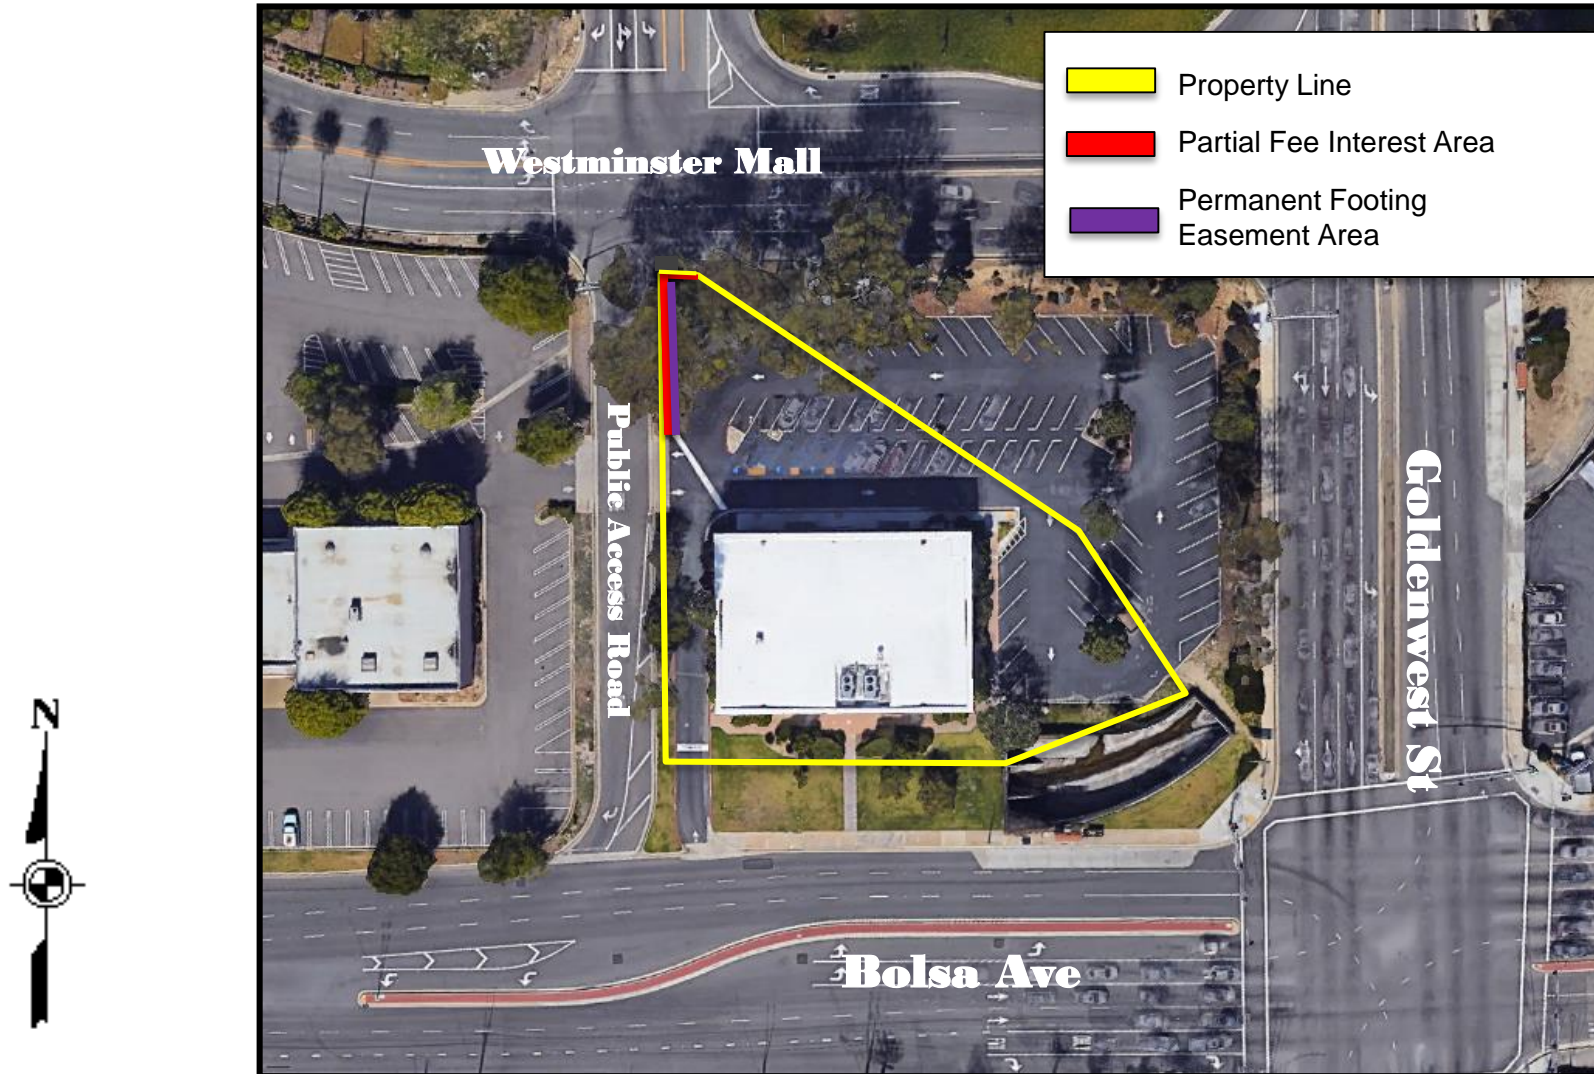 Property Line
Partial Fee Interest Area
Permanent Footing
Easement Area
Westminster Mall
Public Access Road
Goldenwest St
Bolsa Ave
N